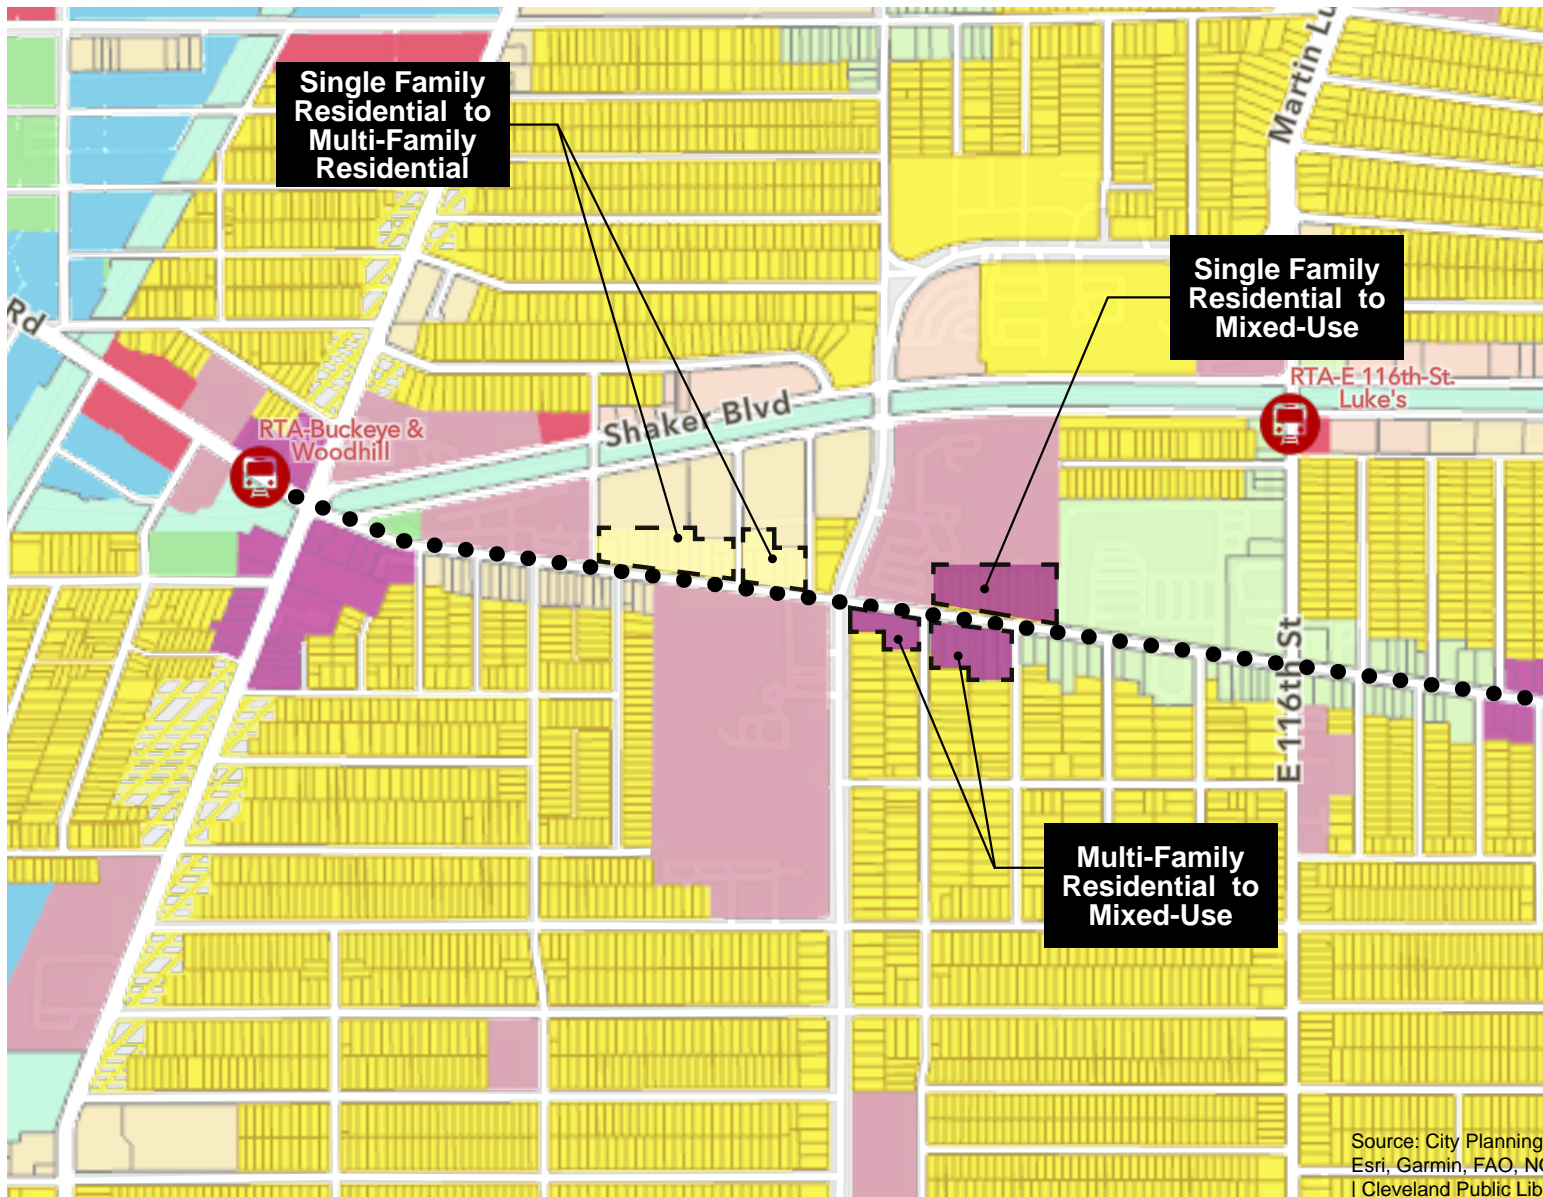 Single Family
Residential to
Multi-Family
Residential
Martin Lu
Single Family
Residential to
Mixed-Use
Rd
RTA-E 116th-St.
Luke's
Shaker Blvd
RTA-Buckeye &
Woodhill
E 116th St
Multi-Family
Residential to
Mixed-Use
Source: City Planning
Esri, Garmin, FAO, NO
| Cleveland Public Lib